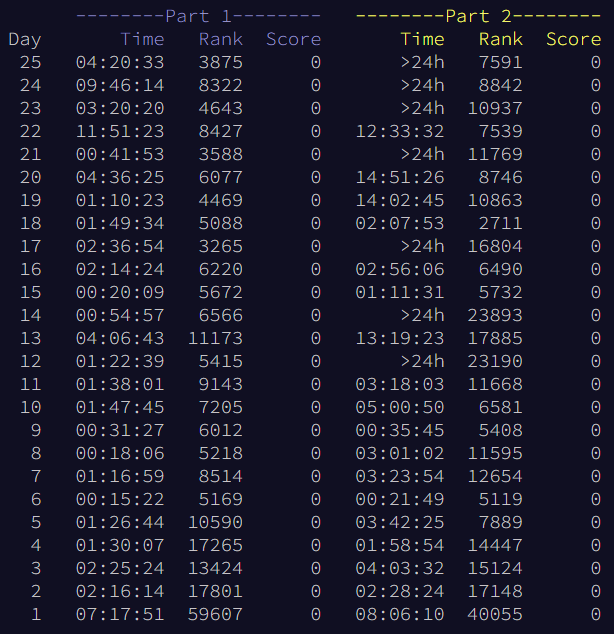 --------Part 1-------- --------Part 2--------
Day Time Rank Score Time Rank Score
25 04:20:33 3875 0 >24h 7591 0
24 09:46:14 8322 0 >24h 8842 0
23 03:20:20 4643 0 >24h 10937 0
22 11:51:23 8427 0 12:33:32 7539 0
21 00:41:53 3588 0 >24h 11769 0
20 04:36:25 6077 0 14:51:26 8746 0
19 01:10:23 4469 0 14:02:45 10863 0
18 01:49:34 5088 0 02:07:53 2711 0
17 02:36:54 3265 0 >24h 16804 0
16 02:14:24 6220 0 02:56:06 6490 0
15 00:20:09 5672 0 01:11:31 5732 0
14 00:54:57 6566 0 >24h 23893 0
13 04:06:43 11173 0 13:19:23 17885 0
12 01:22:39 5415 0 >24h 23190 0
11 01:38:01 9143 0 03:18:03 11668 0
10 01:47:45 7205 0 05:00:50 6581 0
9 00:31:27 6012 0 00:35:45 5408 0
8 00:18:06 5218 0 03:01:02 11595 0
7 01:16:59 8514 0 03:23:54 12654 0
6 00:15:22 5169 0 00:21:49 5119 0
5 01:26:44 10590 0 03:42:25 7889 0
4 01:30:07 17265 0 01:58:54 14447 0
3 02:25:24 13424 0 04:03:32 15124 0
2 02:16:14 17801 0 02:28:24 17148 0
1 07:17:51 59607 0 08:06:10 40055 0